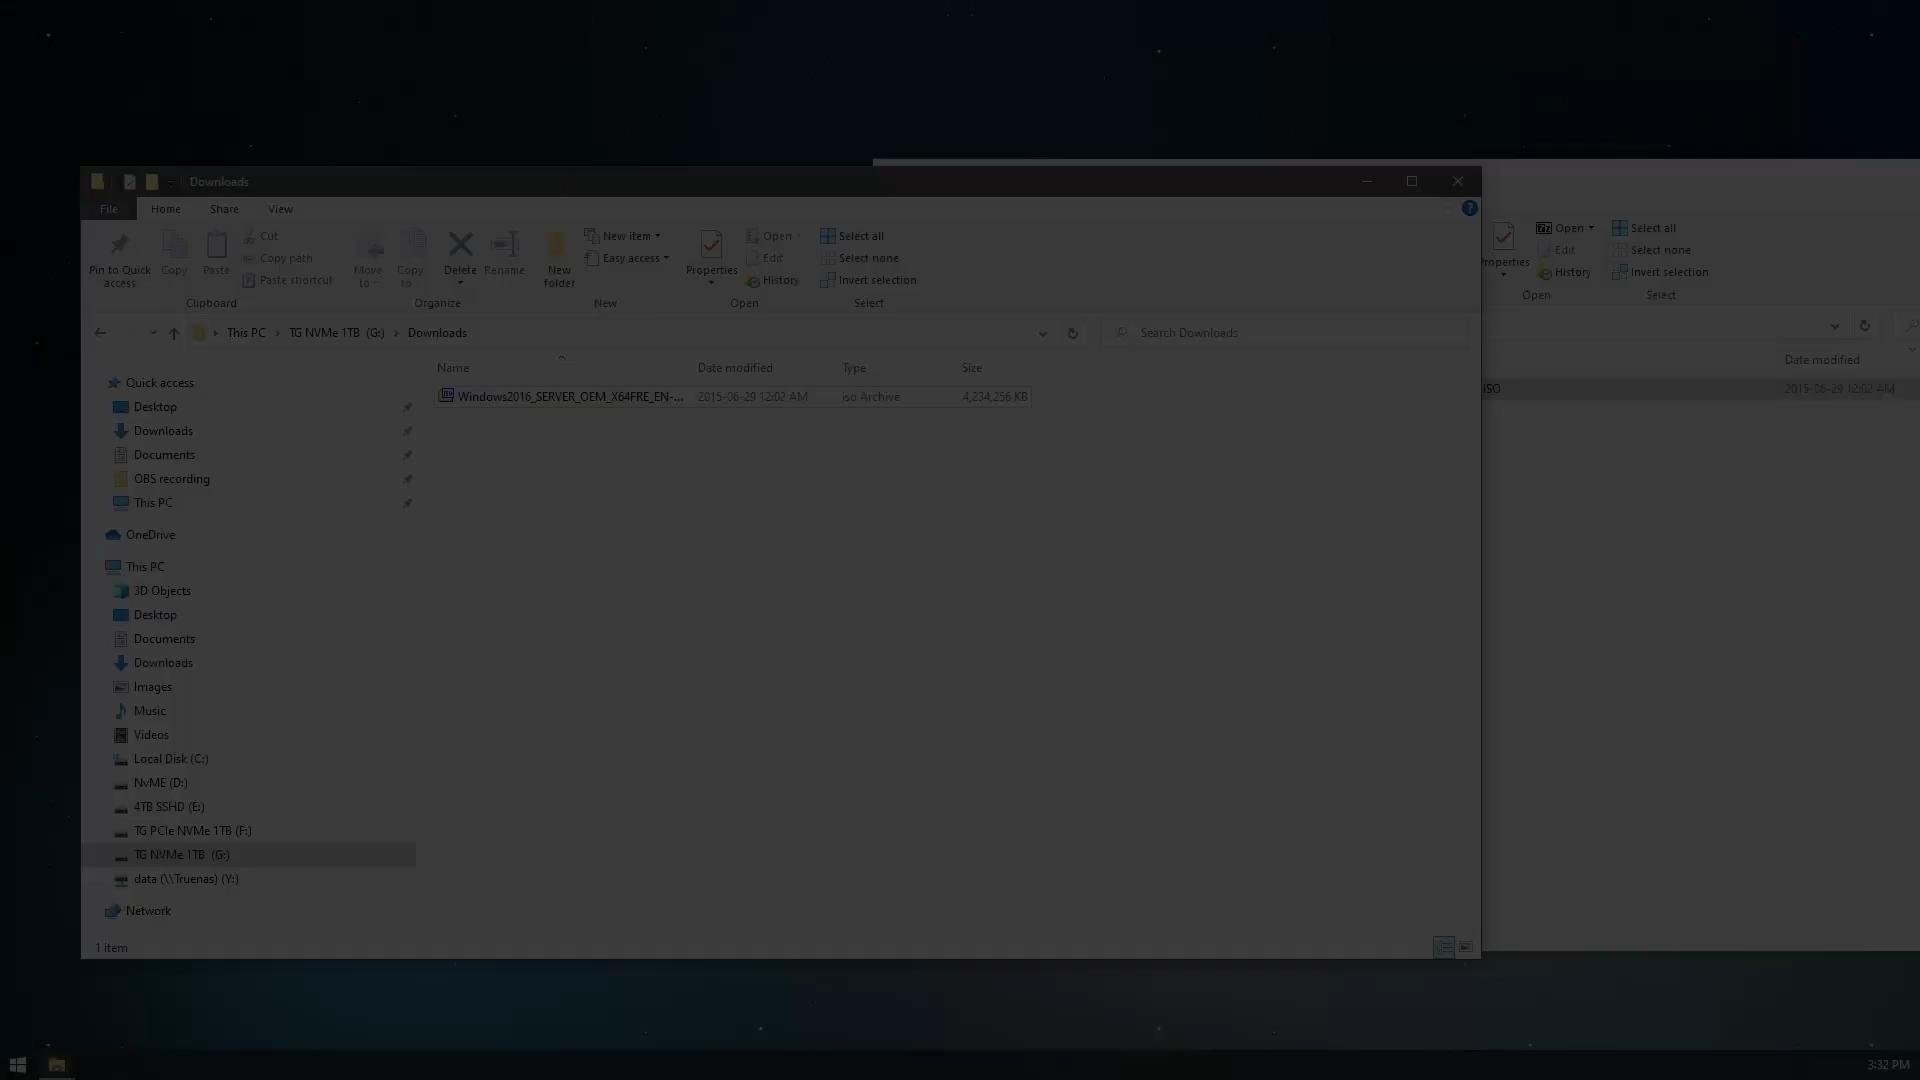 Downloads
File Home Share View
Pin to Quick access
Copy
Paste
Cut
Copy path
Paste shortcut
Clipboard
Move to
Copy to
Delete
Rename
Organize
New folder
New item
Easy access
New
Properties
Open
Edit
History
Open
Select all
Select none
Invert selection
Select
This PC TG NVMe 1TB (G:) Downloads
Search Downloads
Name Date modified Type Size
Windows2016_SERVER_OEM_X64FRE_EN-... 2015-06-29 12:02 AM iso Archive 4,234,256 KB
Quick access
Desktop
Downloads
Documents
OBS recording
This PC
OneDrive
This PC
3D Objects
Desktop
Documents
Downloads
Images
Music
Videos
Local Disk (C:)
NvME (D:)
4TB SSHD (E:)
TG PCIe NVMe 1TB (F:)
TG NVMe 1TB (G:)
data (\\Truenas) (Y:)
Network
1 item
Properties
Open
Edit
History
Open
Select all
Select none
Invert selection
Select
Date modified
ISO 2015-06-29 12:02 AM
3:32 PM